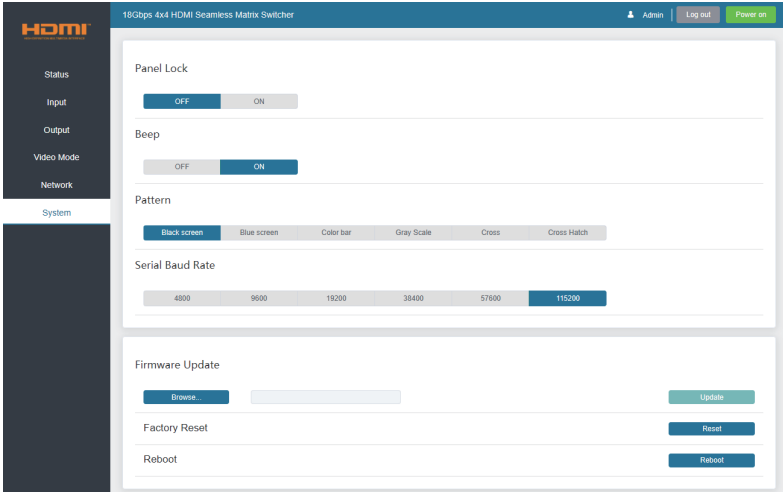 HDMI
18Gbps 4x4 HDMI Seamless Matrix Switcher
Admin
Log out
Power on
Status
Input
Output
Video Mode
Network
System
Panel Lock
OFF ON
Beep
OFF ON
Pattern
Black screen Blue screen Color bar Gray Scale Cross Cross Hatch
Serial Baud Rate
4800 9600 19200 38400 57600 115200
Firmware Update
Browse... Update
Factory Reset Reset
Reboot Reboot